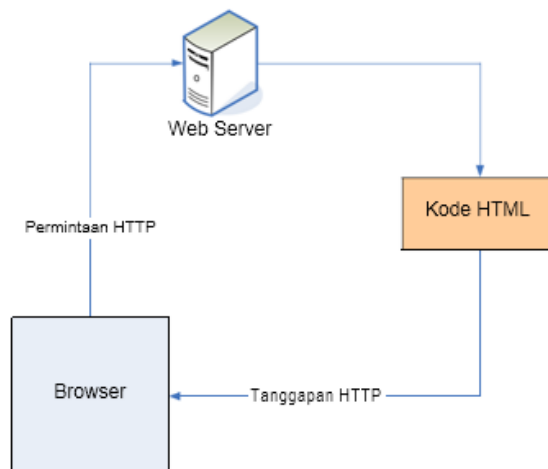 Web Server
Kode HTML
Permintaan HTTP
Browser
Tanggapan HTTP